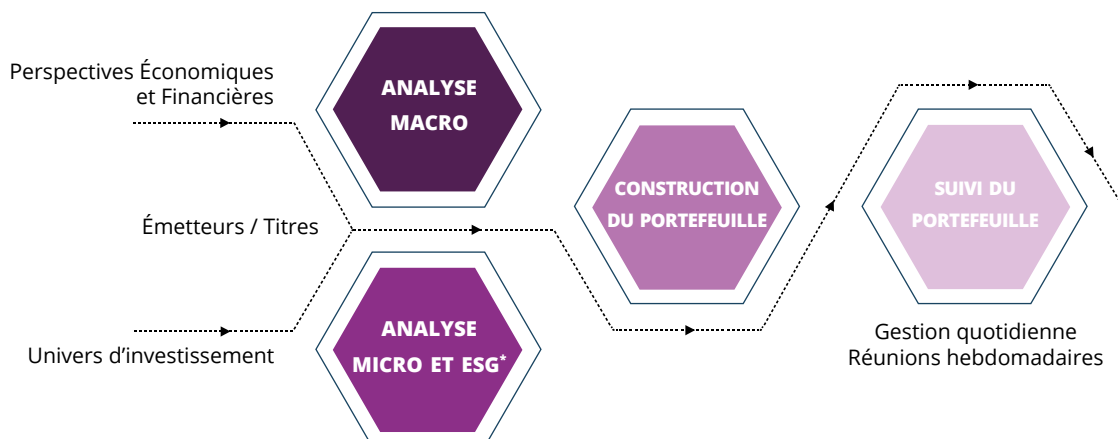 Perspectives Économiques
et Financières
ANALYSE
MACRO
Émetteurs / Titres
Univers d’investissement
ANALYSE
MICRO ET ESG*
CONSTRUCTION
DU PORTEFEUILLE
SUIVI DU
PORTEFEUILLE
Gestion quotidienne
Réunions hebdomadaires